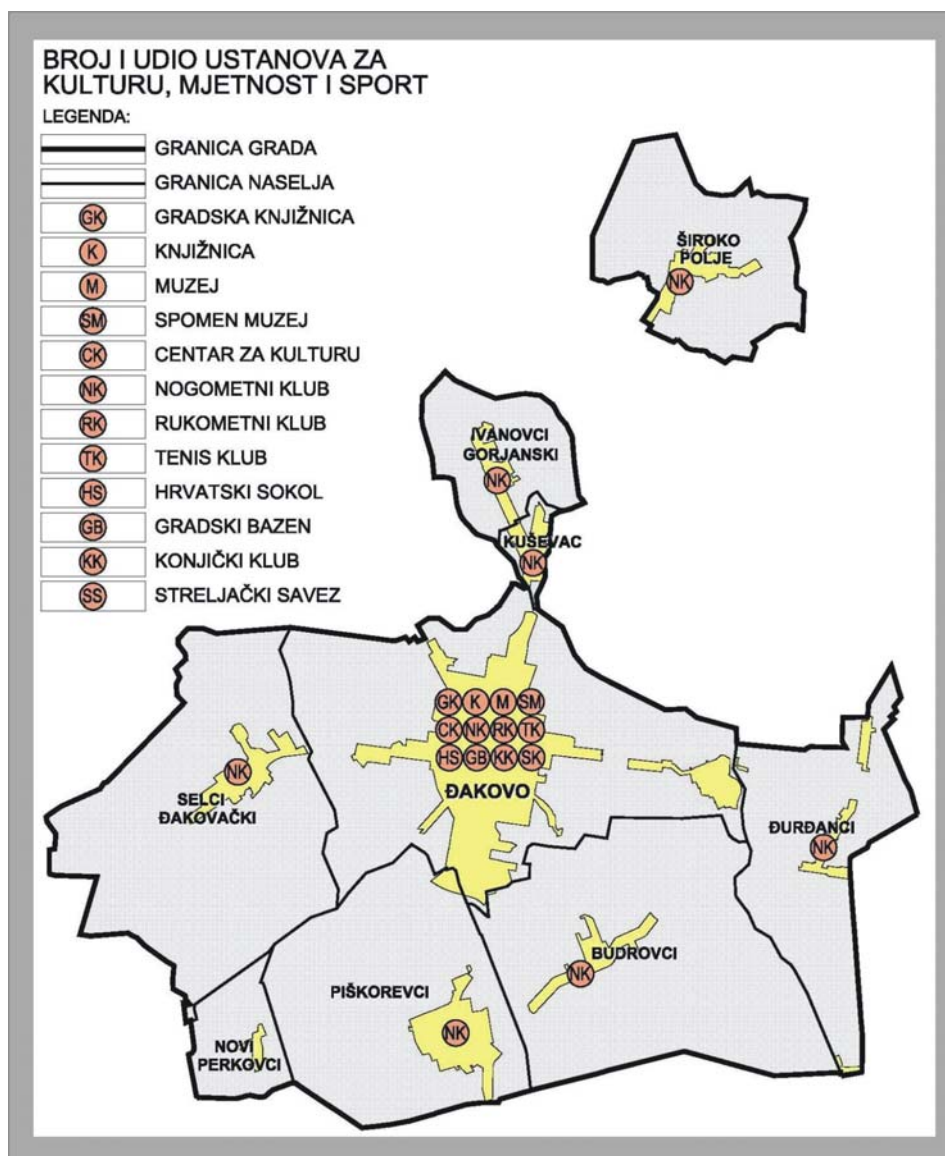 BROJ I UDIO USTANOVA ZA
KULTURU, MJETNOST I SPORT
LEGENDA:
GRANICA GRADA
GRANICA NASELJA
GK GRADSKA KNJIŽNICA
K KNJIŽNICA
M MUZEJ
SM SPOMEN MUZEJ
CK CENTAR ZA KULTURU
NK NOGOMETNI KLUB
RK RUKOMETNI KLUB
TK TENIS KLUB
HS HRVATSKI SOKOL
GB GRADSKI BAZEN
KK KONJIČKI KLUB
SS STRELJAČKI SAVEZ
ŠIROKO
POLJE
NK
IVANOVCI
GORJANSKI
NK
KUŠEVAC
NK
GK K M SM
CK NK RK TK
HS GB KK SK
ĐAKOVO
NK
SELCI
ĐAKOVAČKI
ĐURĐANCI
NK
BUDROVCI
NK
PIŠKOREVCI
NK
NOVI
PERKOVCI